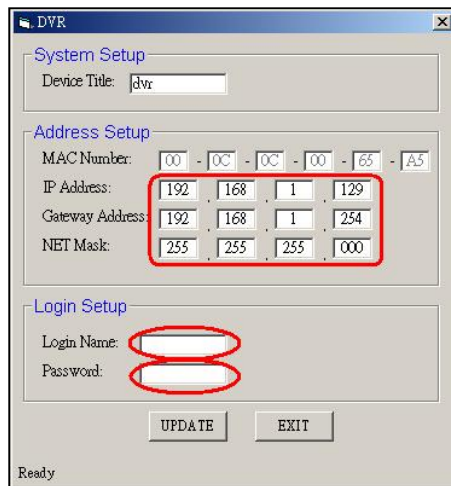 DVR
System Setup
Device Title: dvr
Address Setup
MAC Number: 00 - 0C - 0C - 00 - 65 - A5
IP Address: 192 . 168 . 1 . 129
Gateway Address: 192 . 168 . 1 . 254
NET Mask: 255 . 255 . 255 . 000
Login Setup
Login Name:
Password:
UPDATE EXIT
Ready